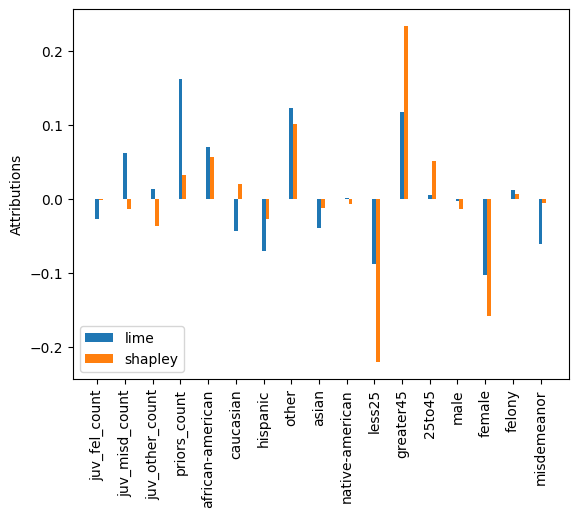 0.2
0.1
0.0
−0.1
−0.2
Attributions
lime
shapley
juv_fel_count
juv_misd_count
juv_other_count
priors_count
african-american
caucasian
hispanic
other
asian
native-american
less25
greater45
25to45
male
female
felony
misdemeanor